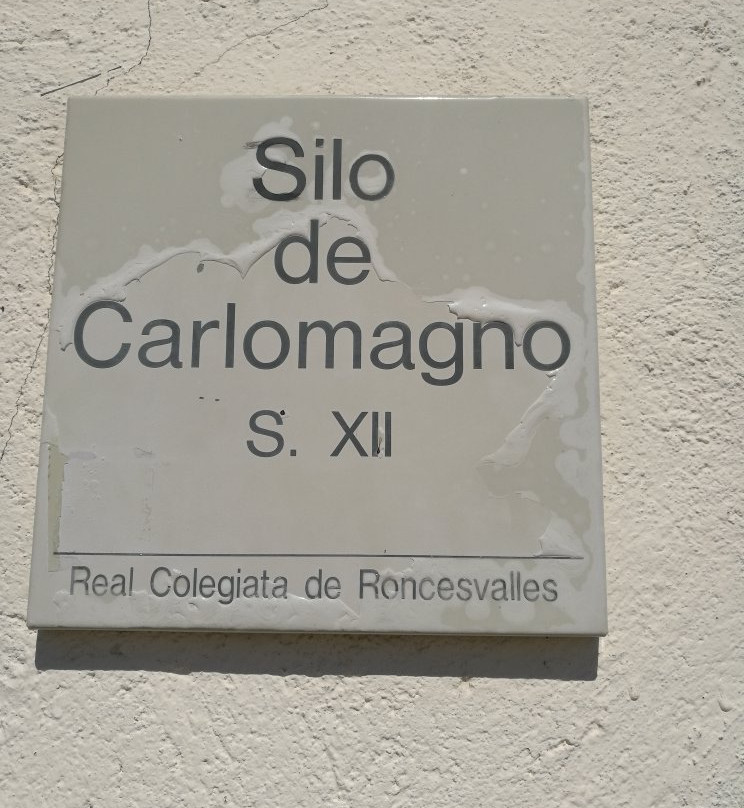 Silo
de
Carlomagno
S. XII
Real Colegiata de Roncesvalles